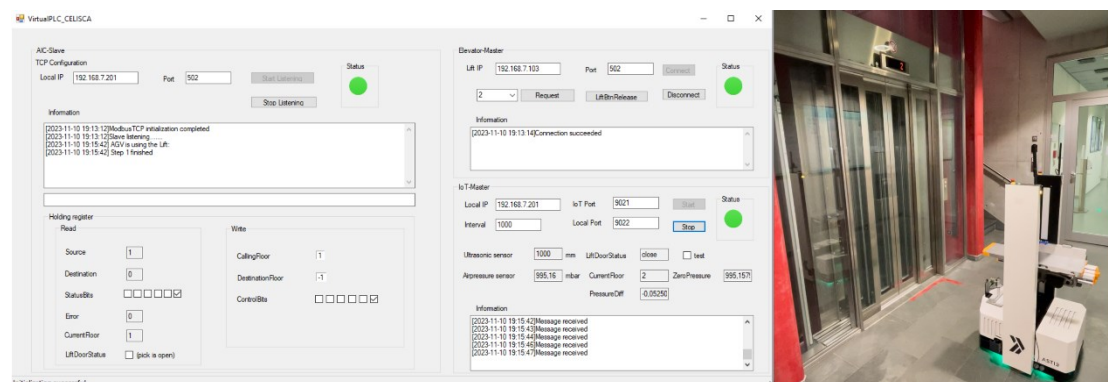 VirtualPLC_CELISCA
AIC-Slave
TCP Configuration
Local IP 192.168.7.201 Port 502 Start Listening Status
Stop Listening
Information
[2023-11-10 19:13:12]ModbusTCP initialization completed
[2023-11-10 19:13:12]Slave listening......
[2023-11-10 19:15:42] AGV is using the Lift:
[2023-11-10 19:15:42] Step 1 finished
Holding register
Read
Source 1
Destination 0
StatusBits
Error 0
CurrentFloor 1
LiftDoorStatus (pick is open)
Write
CallingFloor 1
DestinationFloor -1
ControlBits
Elevator-Master
Lift IP 192.168.7.103 Port 502 Connect Status
2 Request LiftBtnRelease Disconnect
Information
[2023-11-10 19:13:14]Connection succeeded
IoT-Master
Local IP 192.168.7.201 IoT Port 9021 Start Status
Interval 1000 Local Port 9022 Stop
Ultrasonic sensor 1000 mm LiftDoorStatus close test
Airpressure sensor 995,16 mbar CurrentFloor 2 ZeroPressure 995,157
PressureDiff -0,05250
Information
[2023-11-10 19:15:42]Message received
[2023-11-10 19:15:43]Message received
[2023-11-10 19:15:44]Message received
[2023-11-10 19:15:46]Message received
[2023-11-10 19:15:47]Message received
2
ASTI